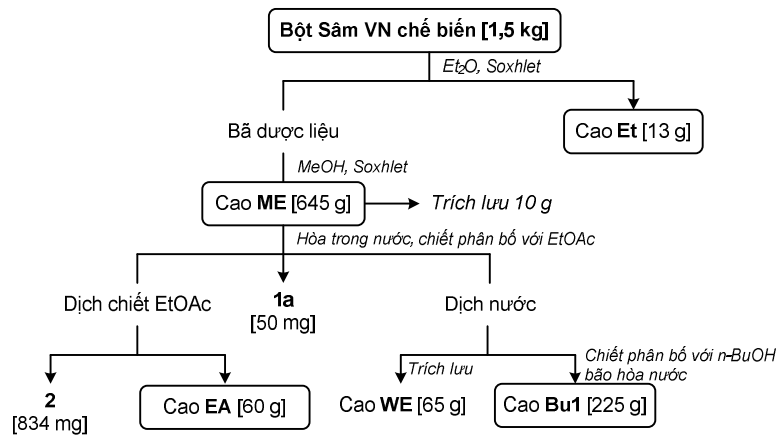 Bột Sâm VN chế biến [1,5 kg]
Et₂O, Soxhlet
Bã dược liệu
Cao Et [13 g]
MeOH, Soxhlet
Cao ME [645 g]
Trích lưu 10 g
Hòa trong nước, chiết phân bố với EtOAc
Dịch chiết EtOAc
1a
[50 mg]
Dịch nước
Trích lưu
Chiết phân bố với n-BuOH
bão hòa nước
2
[834 mg]
Cao EA [60 g]
Cao WE [65 g]
Cao Bu1 [225 g]